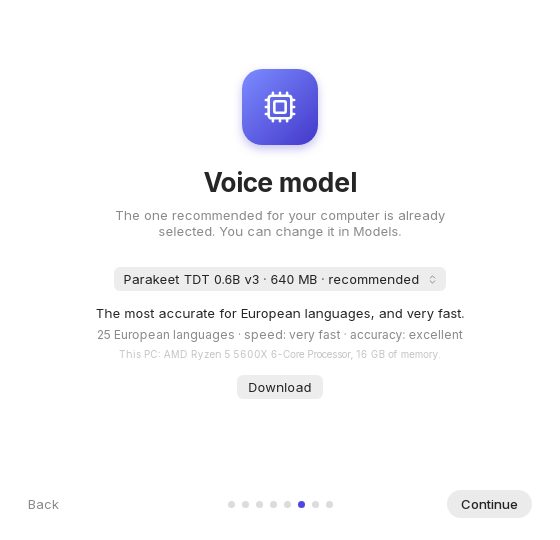 Voice model
The one recommended for your computer is already
selected. You can change it in Models.
Parakeet TDT 0.6B v3 · 640 MB · recommended
The most accurate for European languages, and very fast.
25 European languages · speed: very fast · accuracy: excellent
This PC: AMD Ryzen 5 5600X 6-Core Processor, 16 GB of memory
Download
Back
Continue